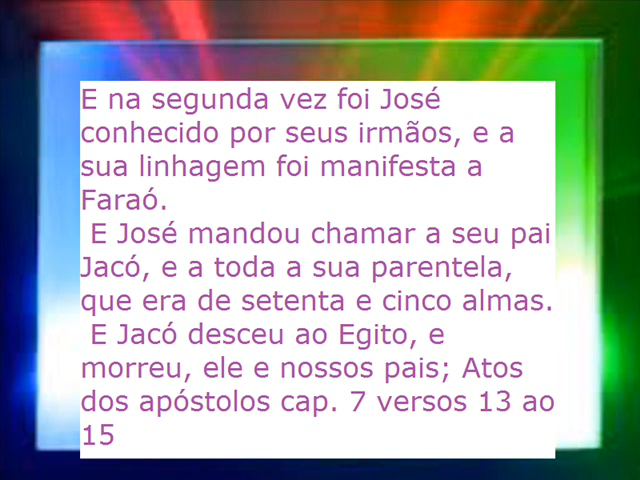 E na segunda vez foi José
conhecido por seus irmãos, e a
sua linhagem foi manifesta a
Faraó.
E José mandou chamar a seu pai
Jacó, e a toda a sua parentela,
que era de setenta e cinco almas.
E Jacó desceu ao Egito, e
morreu, ele e nossos pais; Atos
dos apóstolos cap. 7 versos 13 ao
15